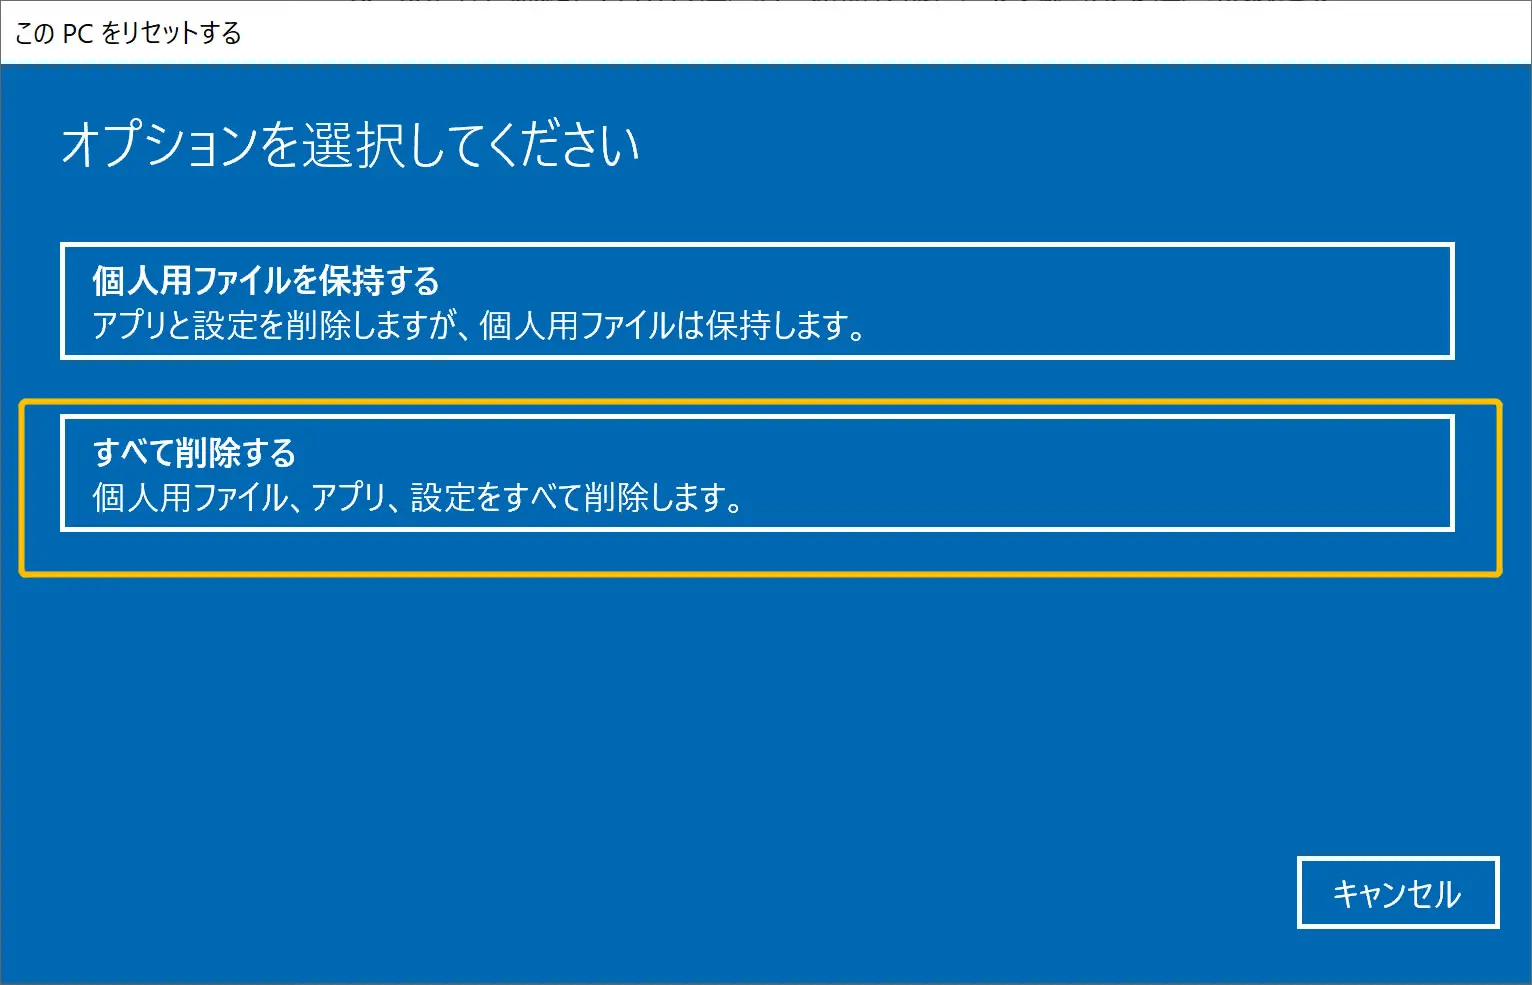 この PC をリセットする
オプションを選択してください
個人用ファイルを保持する
アプリと設定を削除しますが、個人用ファイルは保持します。
すべて削除する
個人用ファイル、アプリ、設定をすべて削除します。
キャンセル